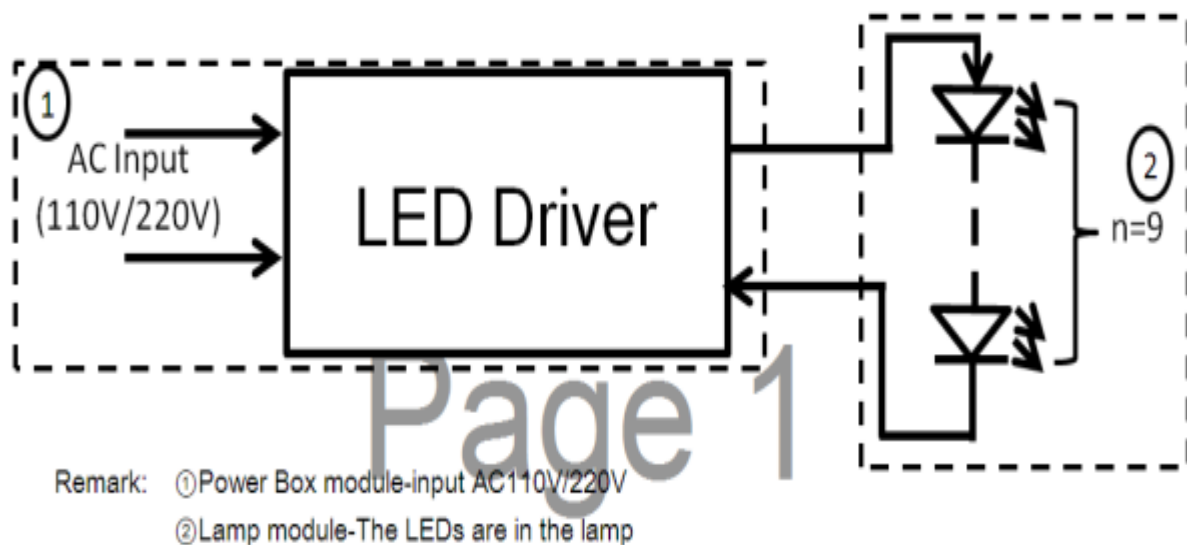 ①
AC Input
(110V/220V)
LED Driver
②
n=9
Page 1
Remark: ①Power Box module-input AC110V/220V
②Lamp module-The LEDs are in the lamp